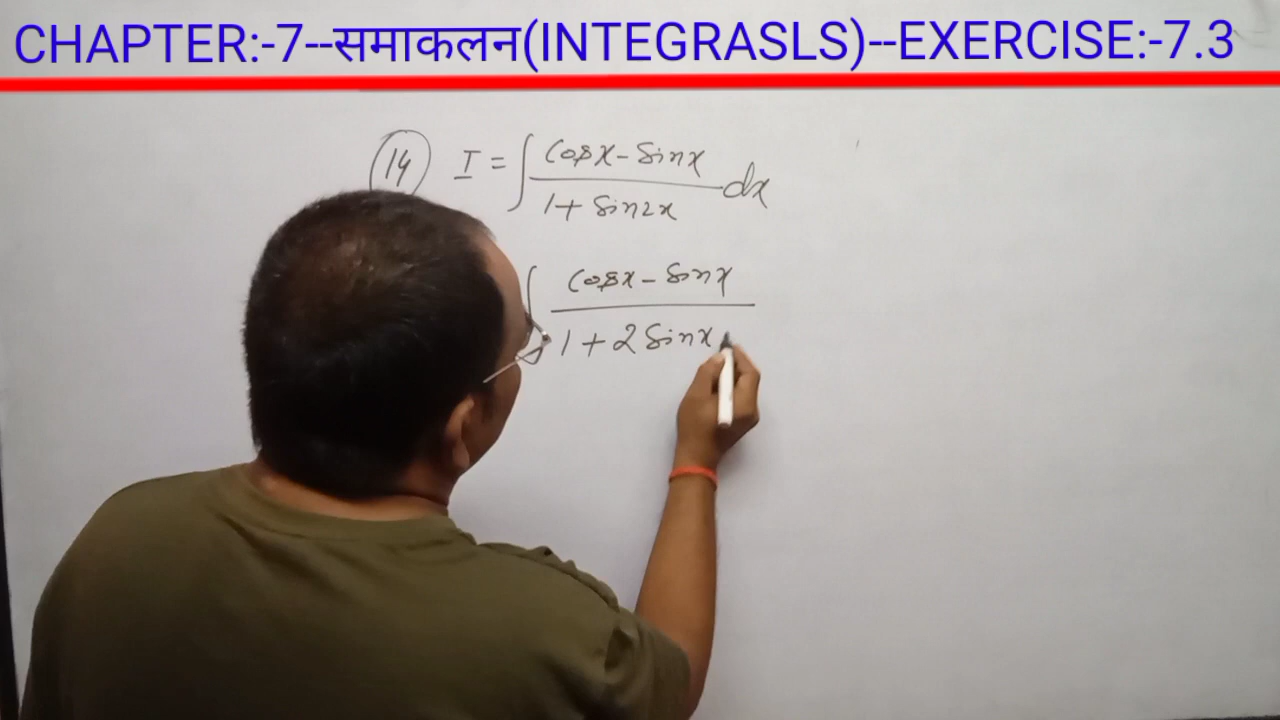 CHAPTER:-7--समाकलन(INTEGRASLS)--EXERCISE:-7.3
14 I = ∫ (Cosx - Sinx)/(1 + Sin2x) dx
∫ (Cosx - Sinx)/(1 + 2 Sinx